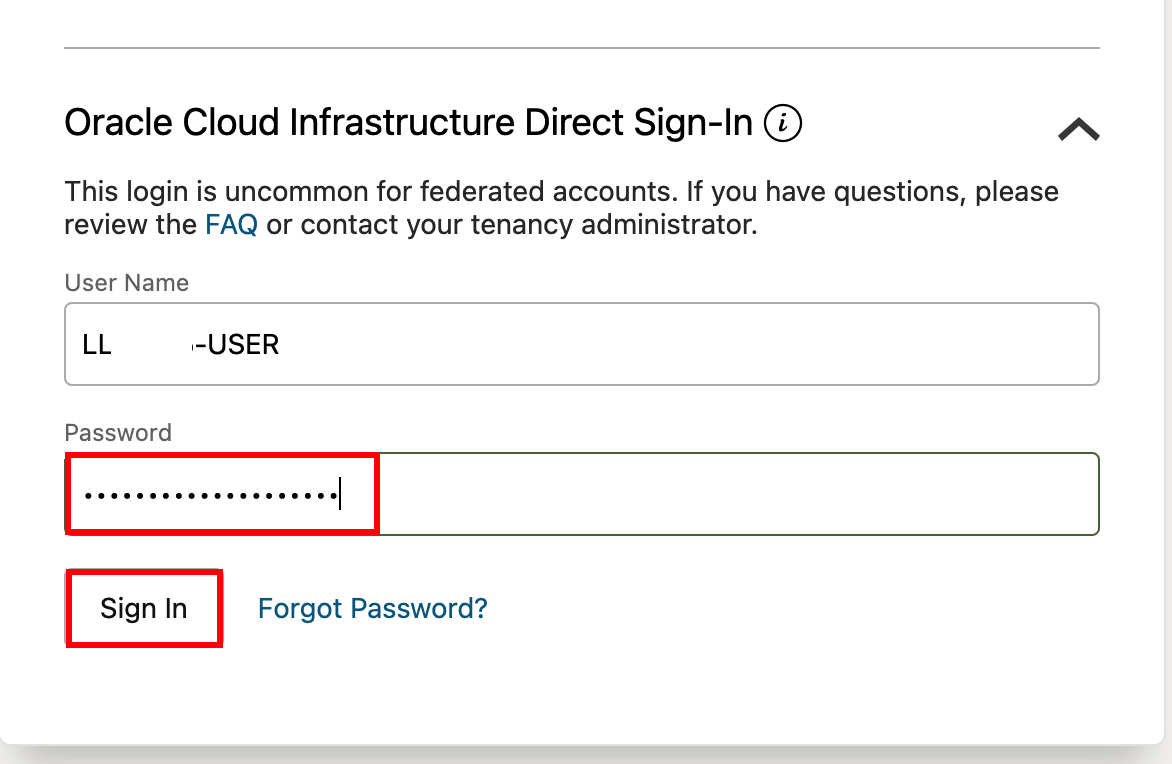 Oracle Cloud Infrastructure Direct Sign-In i
This login is uncommon for federated accounts. If you have questions, please
review the FAQ or contact your tenancy administrator.
User Name
LL -USER
Password
••••••••••••••••••••
Sign In Forgot Password?